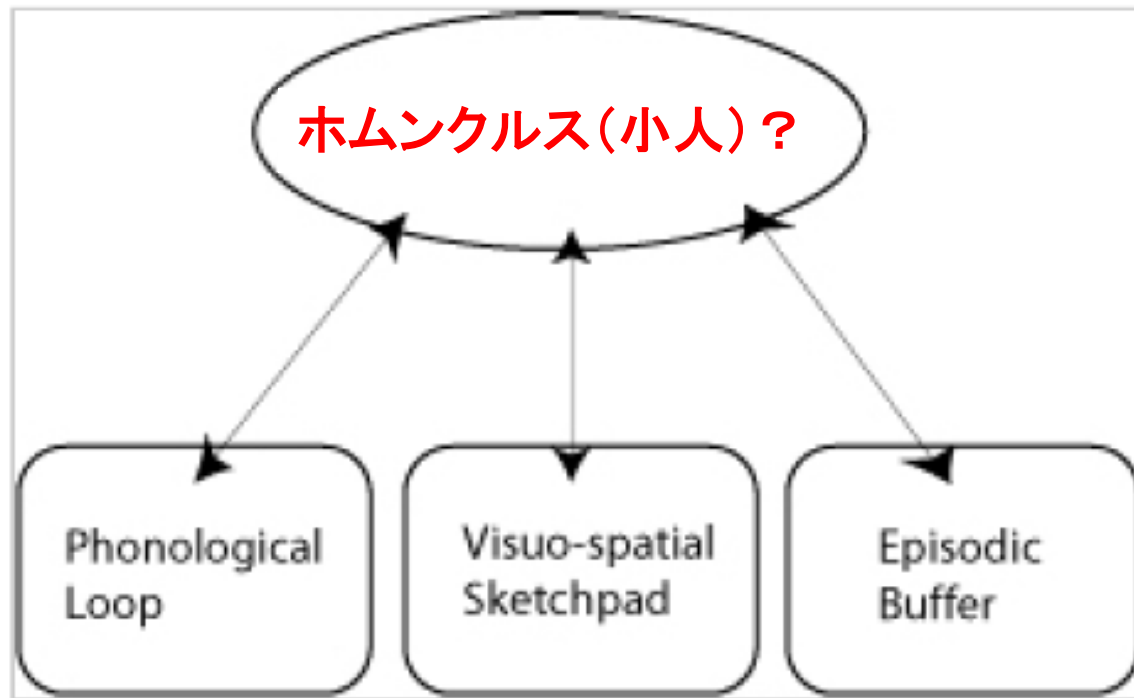 ホムンクルス（小人）？
Phonological
Loop
Visuo-spatial
Sketchpad
Episodic
Buffer